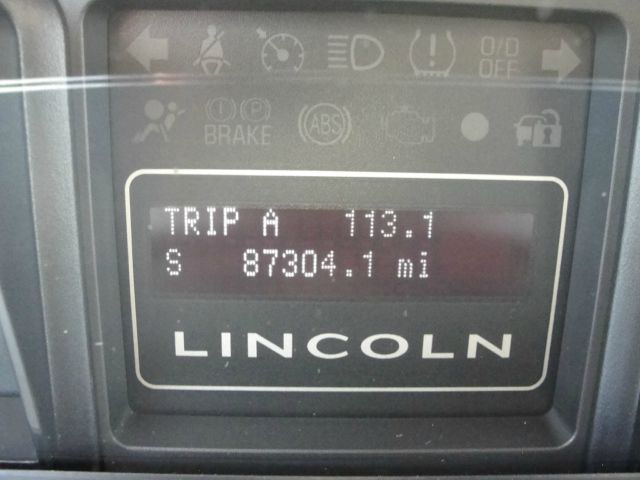 O/D
OFF
BRAKE
ABS
TRIP A 113.1
S 87304.1 mi
LINCOLN